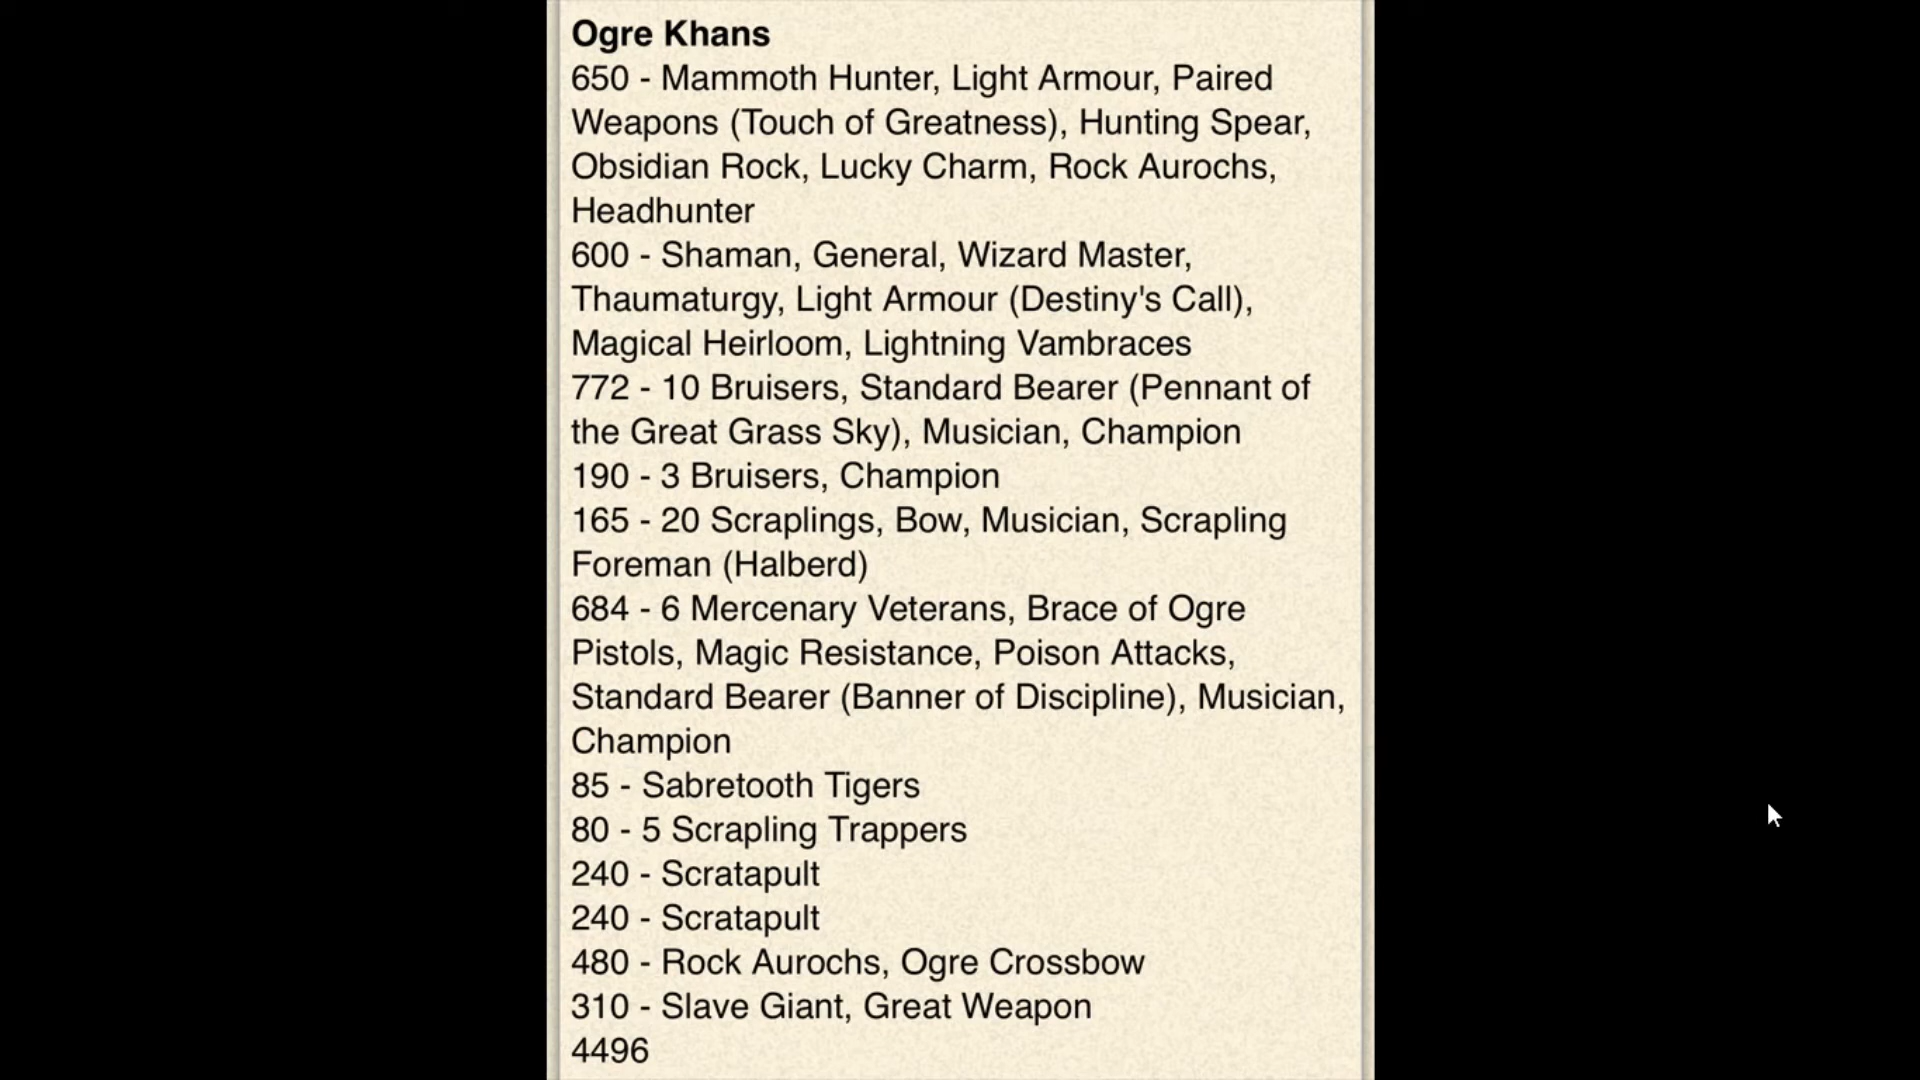 Ogre Khans
650 - Mammoth Hunter, Light Armour, Paired
Weapons (Touch of Greatness), Hunting Spear,
Obsidian Rock, Lucky Charm, Rock Aurochs,
Headhunter
600 - Shaman, General, Wizard Master,
Thaumaturgy, Light Armour (Destiny's Call),
Magical Heirloom, Lightning Vambraces
772 - 10 Bruisers, Standard Bearer (Pennant of
the Great Grass Sky), Musician, Champion
190 - 3 Bruisers, Champion
165 - 20 Scraplings, Bow, Musician, Scrapling
Foreman (Halberd)
684 - 6 Mercenary Veterans, Brace of Ogre
Pistols, Magic Resistance, Poison Attacks,
Standard Bearer (Banner of Discipline), Musician,
Champion
85 - Sabretooth Tigers
80 - 5 Scrapling Trappers
240 - Scratapult
240 - Scratapult
480 - Rock Aurochs, Ogre Crossbow
310 - Slave Giant, Great Weapon
4496